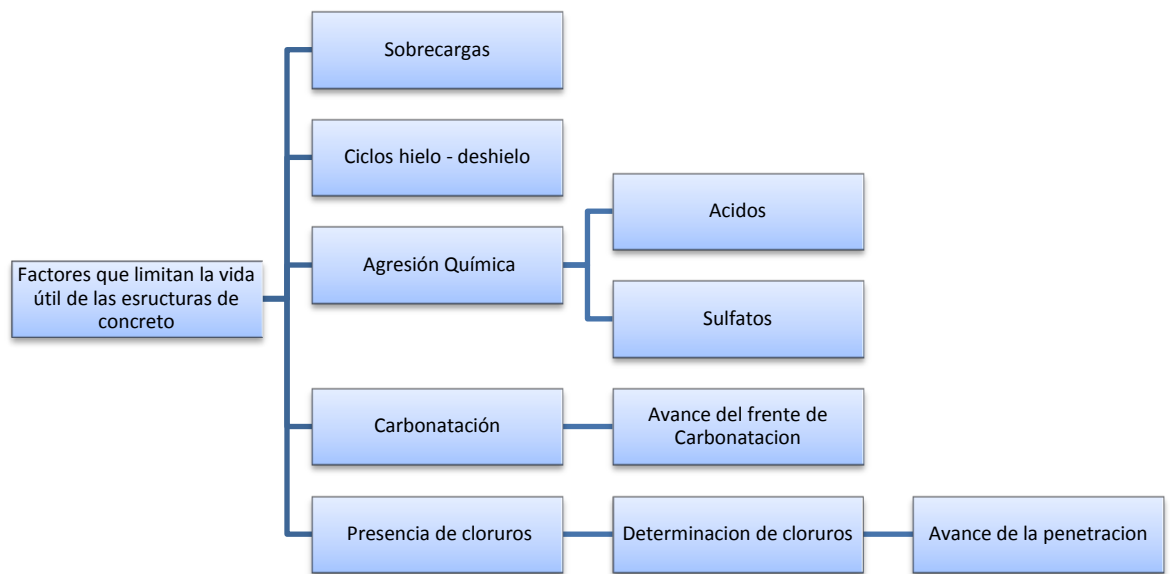 Sobrecargas
Ciclos hielo - deshielo
Acidos
Agresión Química
Factores que limitan la vida
útil de las esructuras de
concreto
Sulfatos
Carbonatación
Avance del frente de
Carbonatacion
Presencia de cloruros
Determinacion de cloruros
Avance de la penetracion